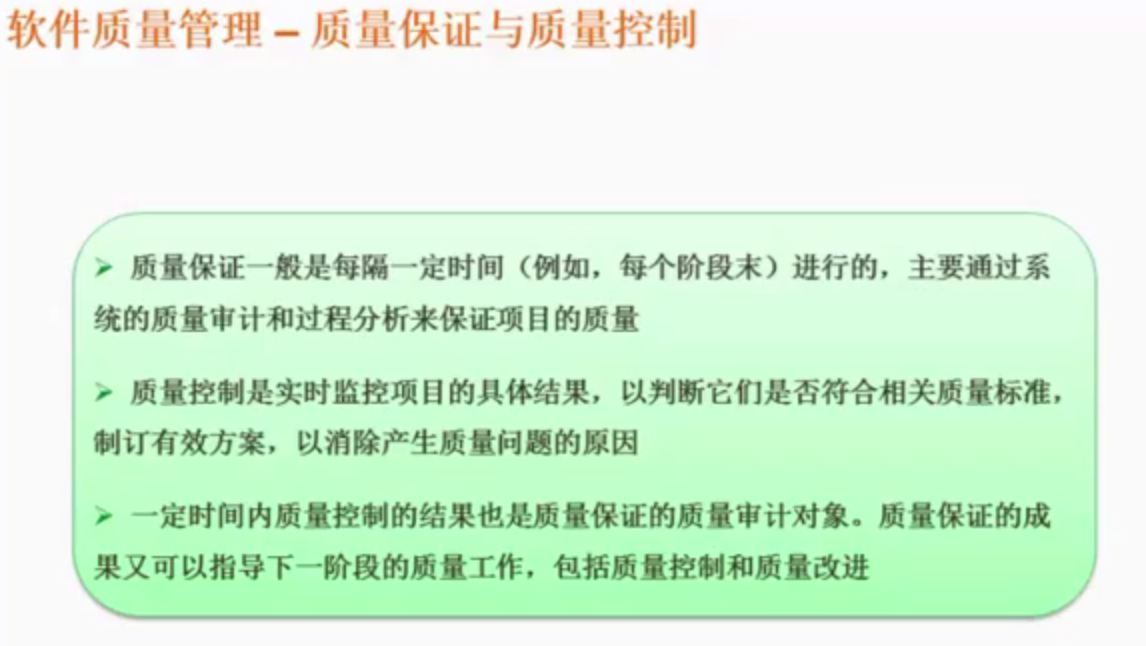 软件质量管理 – 质量保证与质量控制
➢ 质量保证一般是每隔一定时间（例如，每个阶段末）进行的，主要通过系
统的质量审计和过程分析来保证项目的质量
➢ 质量控制是实时监控项目的具体结果，以判断它们是否符合相关质量标准，
制订有效方案，以消除产生质量问题的原因
➢ 一定时间内质量控制的结果也是质量保证的质量审计对象。质量保证的成
果又可以指导下一阶段的质量工作，包括质量控制和质量改进